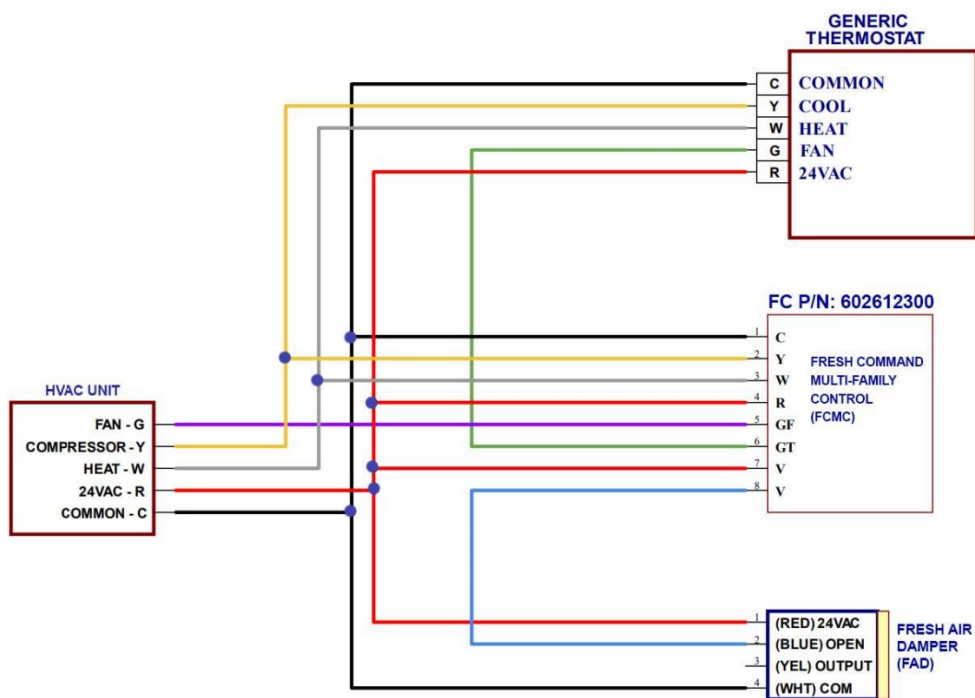 GENERIC
THERMOSTAT
C COMMON
Y COOL
W HEAT
G FAN
R 24VAC
FC P/N: 602612300
1 C
2 Y
3 W
4 R
5 GF
6 GT
7 V
8 V
FRESH COMMAND
MULTI-FAMILY
CONTROL
(FCMC)
HVAC UNIT
FAN - G
COMPRESSOR - Y
HEAT - W
24VAC - R
COMMON - C
1 (RED) 24VAC
2 (BLUE) OPEN
3 (YEL) OUTPUT
4 (WHT) COM
FRESH AIR
DAMPER
(FAD)